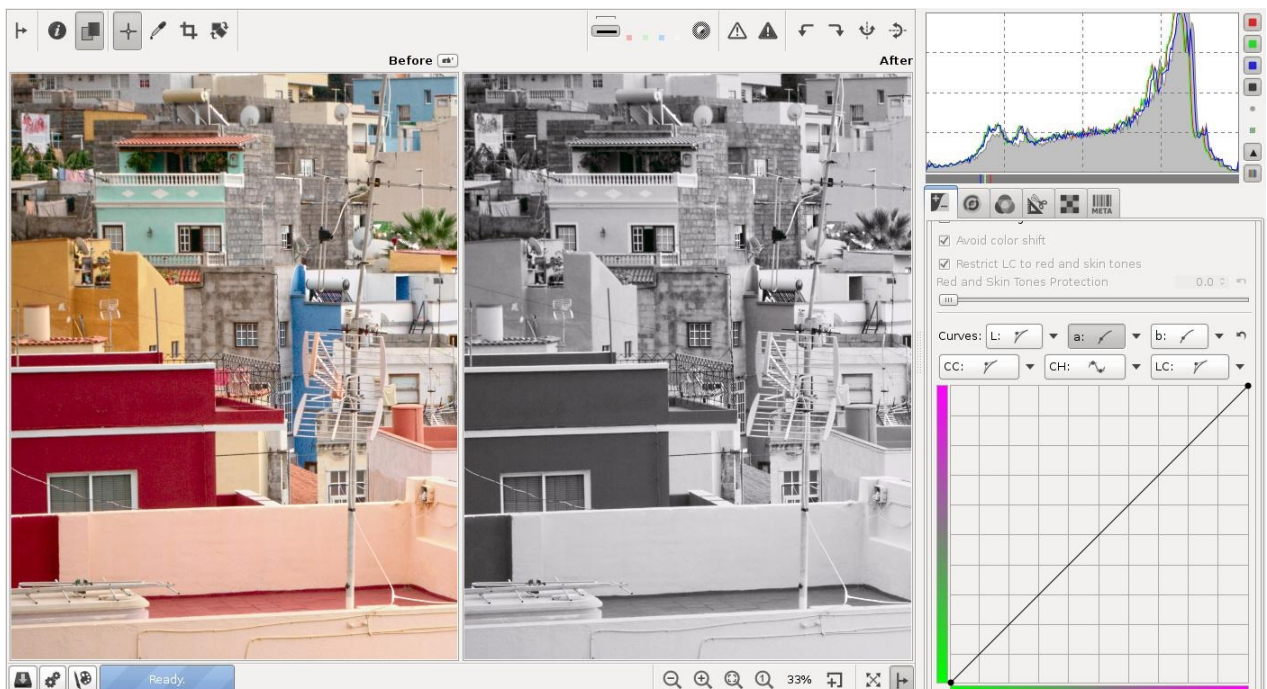 Before
After
META
Avoid color shift
Restrict LC to red and skin tones
Red and Skin Tones Protection 0.0
Curves: L: a: b:
CC: CH: LC:
Ready. 1 33%